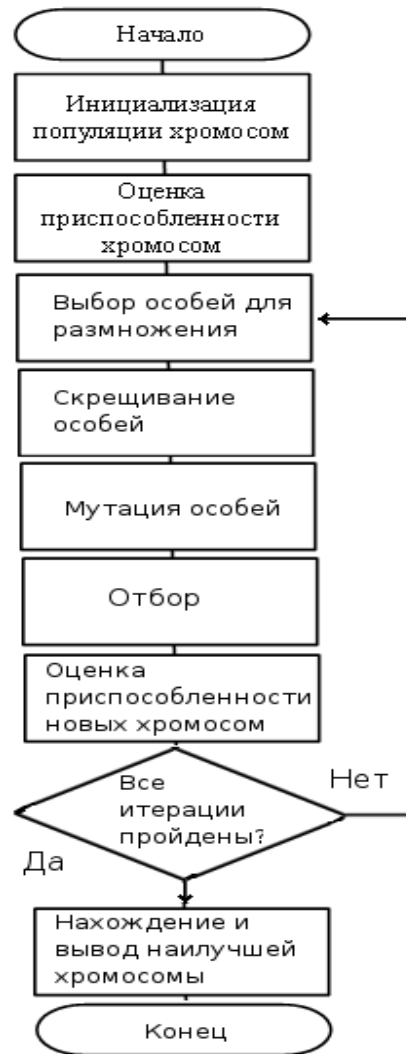 Начало
Инициализация
популяции хромосом
Оценка
приспособленности
хромосом
Выбор особей для
размножения
Скрещивание
особей
Мутация особей
Отбор
Оценка
приспособленности
новых хромосом
Все
итерации
пройдены?
Нет
Да
Нахождение и
вывод наилучшей
хромосомы
Конец